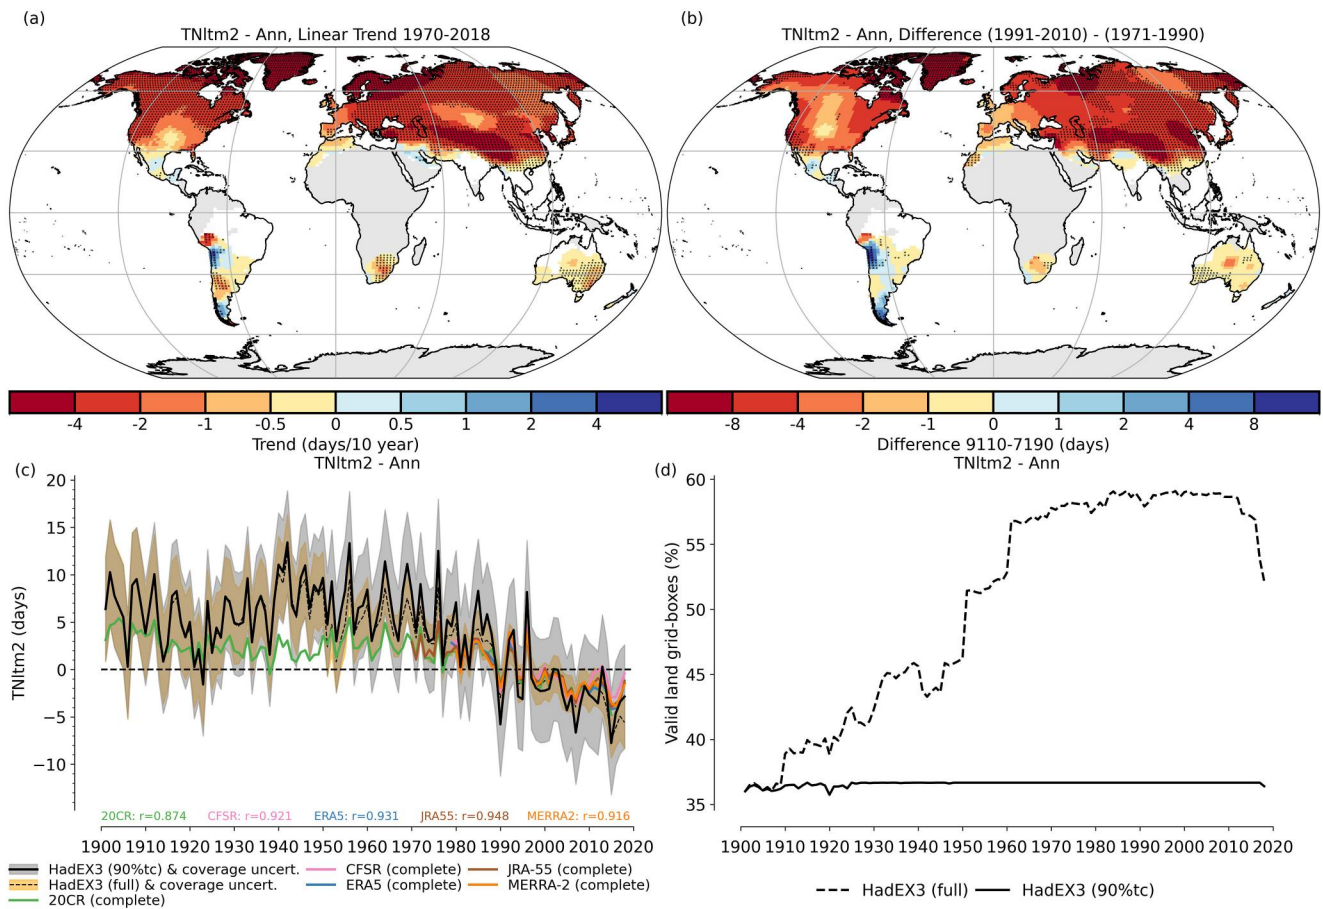 (a)
TNltm2 - Ann, Linear Trend 1970-2018
-4 -2 -1 -0.5 0 0.5 1 2 4
Trend (days/10 year)
(b)
TNltm2 - Ann, Difference (1991-2010) - (1971-1990)
-8 -4 -2 -1 0 1 2 4 8
Difference 9110-7190 (days)
(c)
TNltm2 - Ann
TNltm2 (days)
20
15
10
5
0
−5
−10
20CR: r=0.874 CFSR: r=0.921 ERA5: r=0.931 JRA55: r=0.948 MERRA2: r=0.916
1900 1910 1920 1930 1940 1950 1960 1970 1980 1990 2000 2010 2020
HadEX3 (90%tc) & coverage uncert.
HadEX3 (full) & coverage uncert.
20CR (complete)
CFSR (complete)
ERA5 (complete)
JRA-55 (complete)
MERRA-2 (complete)
(d)
TNltm2 - Ann
Valid land grid-boxes (%)
60
55
50
45
40
35
1900 1910 1920 1930 1940 1950 1960 1970 1980 1990 2000 2010 2020
HadEX3 (full) HadEX3 (90%tc)